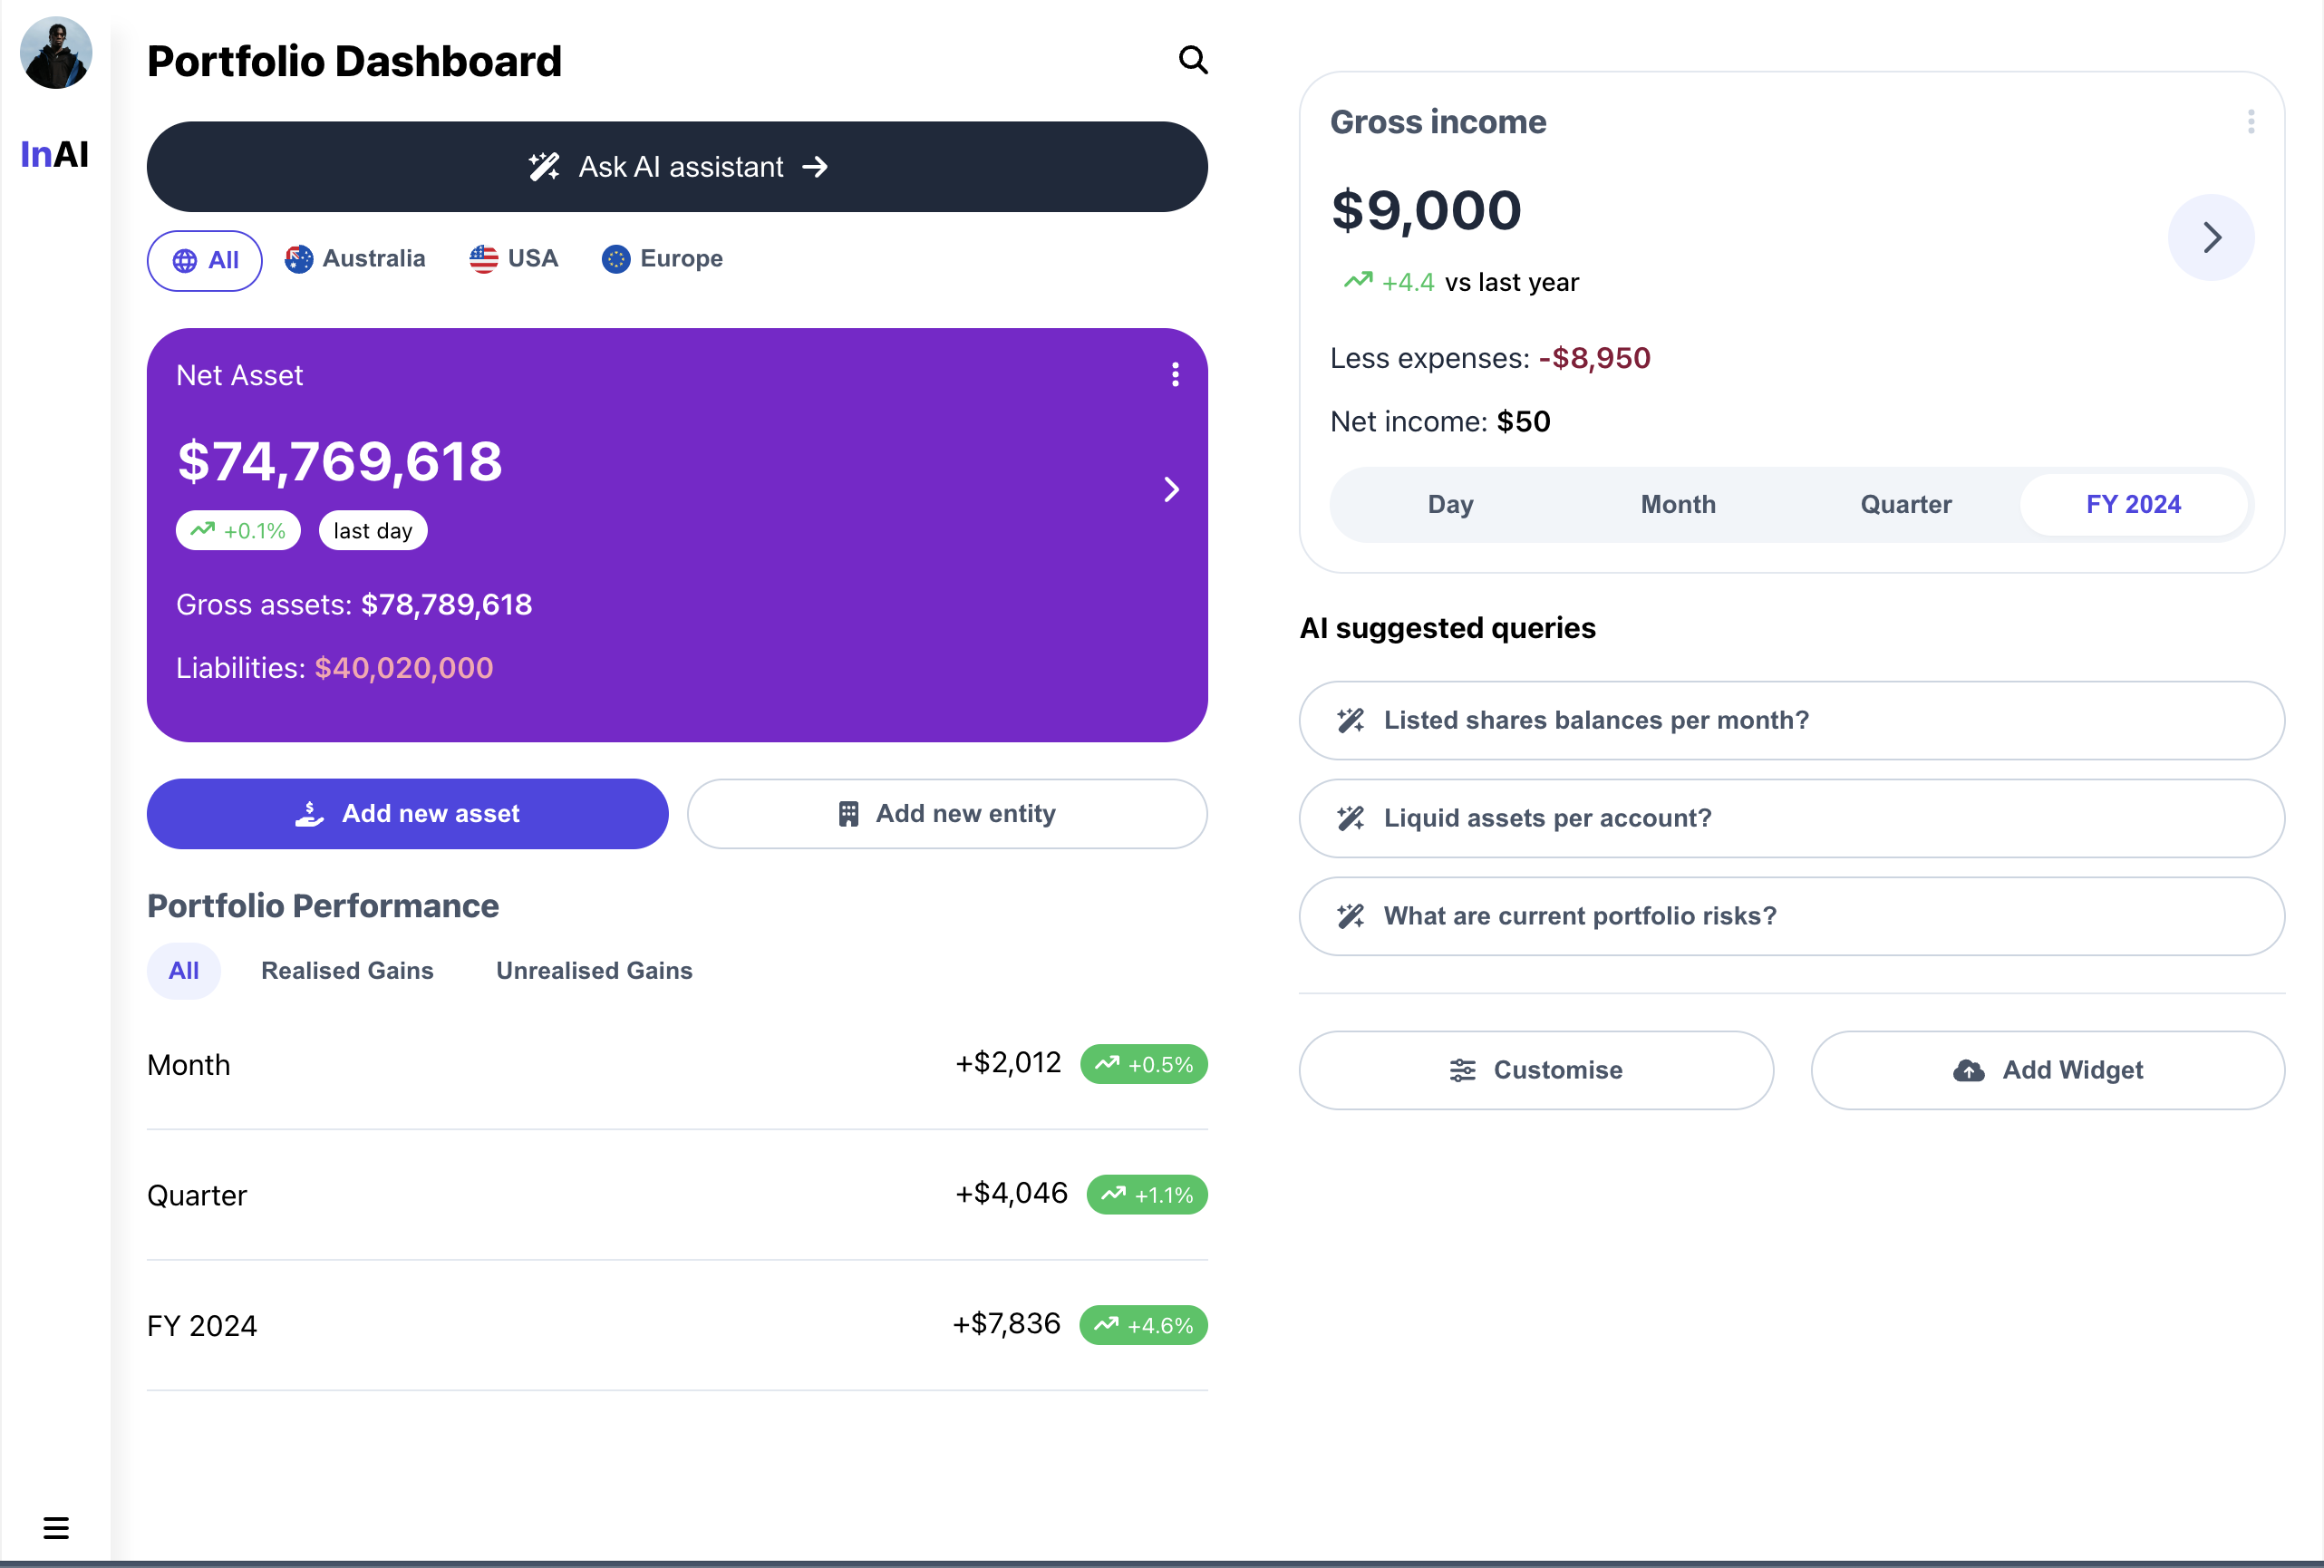 InAI
Portfolio Dashboard
Ask AI assistant
All Australia USA Europe
Net Asset
$74,769,618
+0.1% last day
Gross assets: $78,789,618
Liabilities: $40,020,000
Add new asset Add new entity
Portfolio Performance
All Realised Gains Unrealised Gains
Month +$2,012 +0.5%
Quarter +$4,046 +1.1%
FY 2024 +$7,836 +4.6%
Gross income
$9,000
+4.4 vs last year
Less expenses: -$8,950
Net income: $50
Day Month Quarter FY 2024
AI suggested queries
Listed shares balances per month?
Liquid assets per account?
What are current portfolio risks?
Customise Add Widget